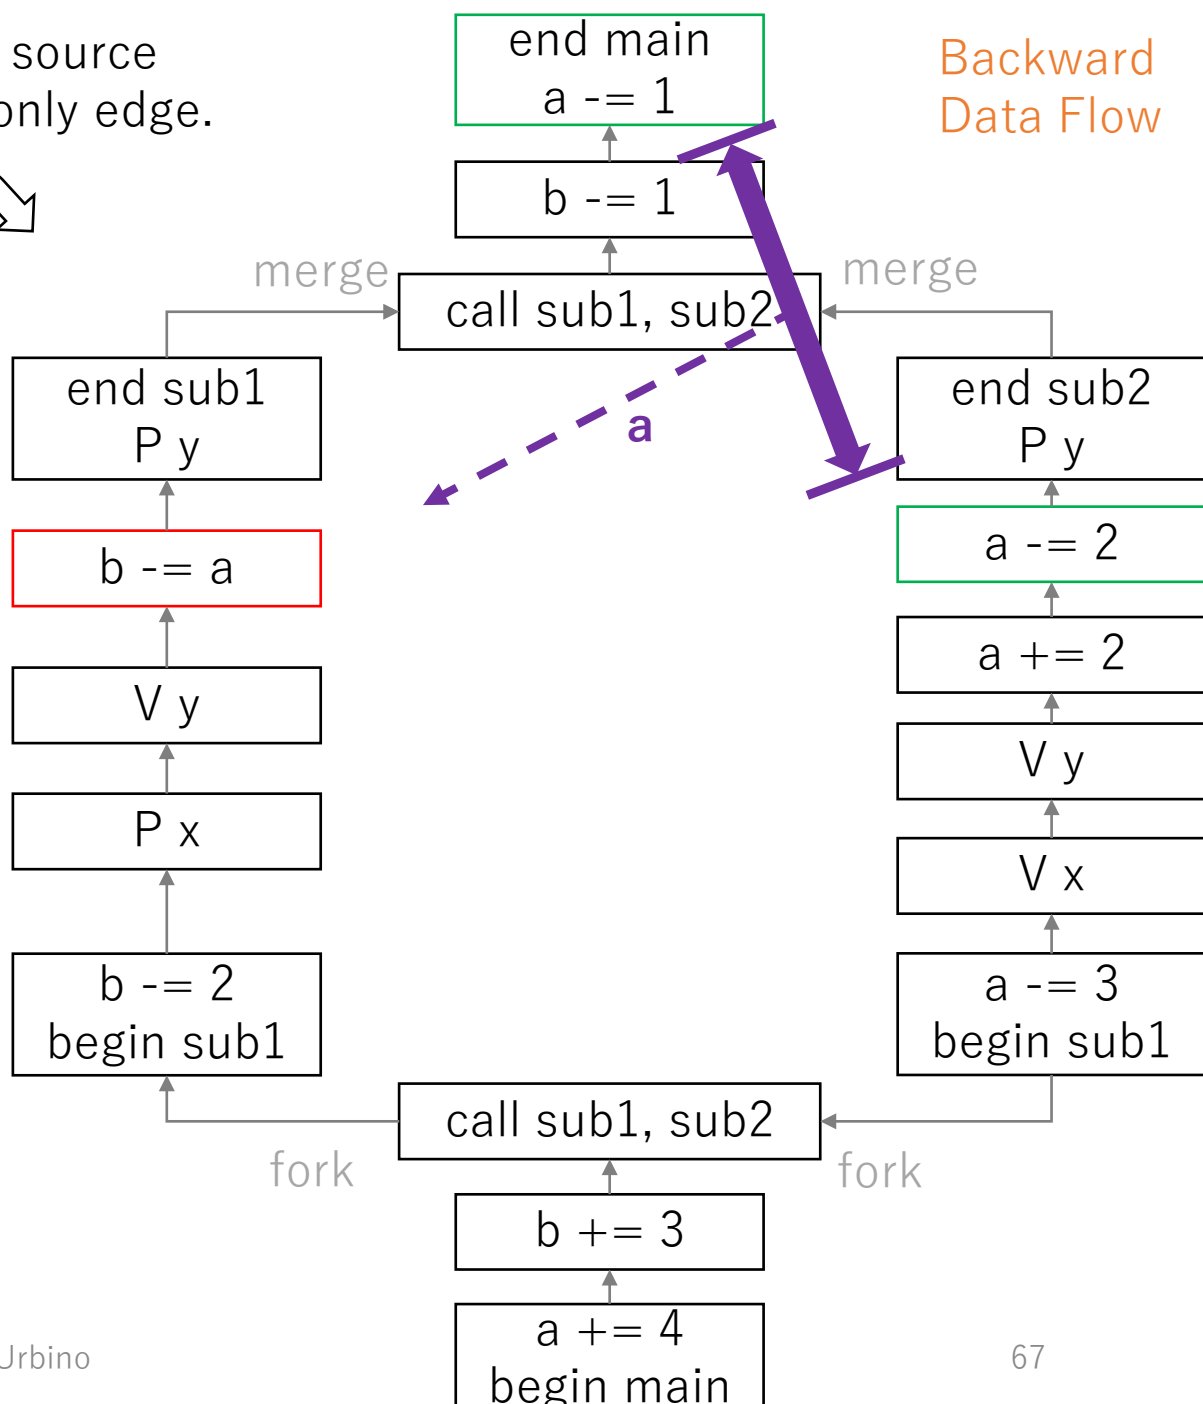 source
only edge.
end main
a -= 1
Backward
Data Flow
b -= 1
merge
merge
call sub1, sub2
end sub1
P y
end sub2
P y
a
b -= a
a -= 2
a += 2
V y
V y
P x
V x
b -= 2
begin sub1
a -= 3
begin sub1
call sub1, sub2
fork
fork
b += 3
a += 4
begin main
Urbino
67